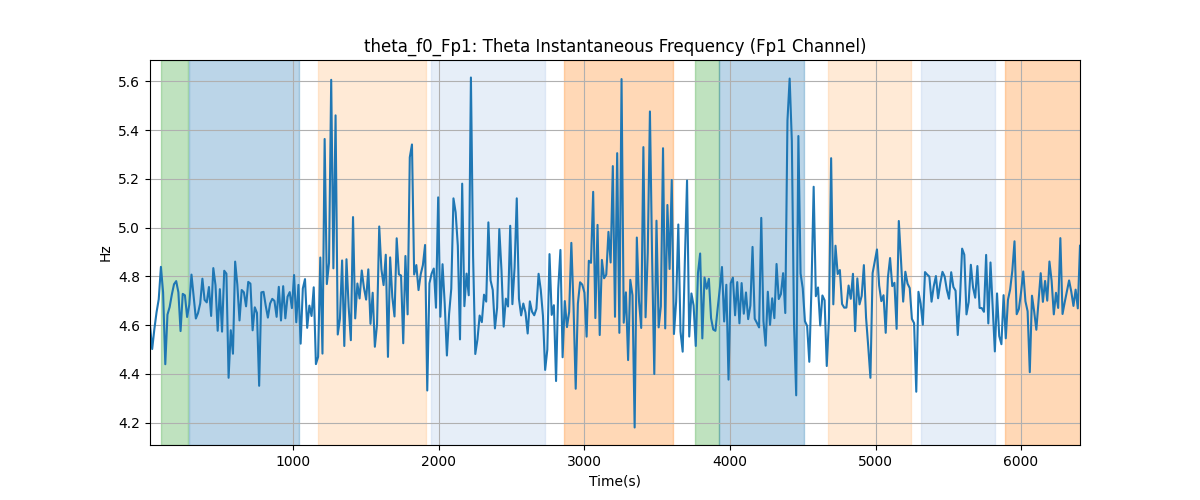 theta_f0_Fp1: Theta Instantaneous Frequency (Fp1 Channel)
5.6
5.4
5.2
5.0
4.8
4.6
4.4
4.2
Hz
1000 2000 3000 4000 5000 6000
Time(s)